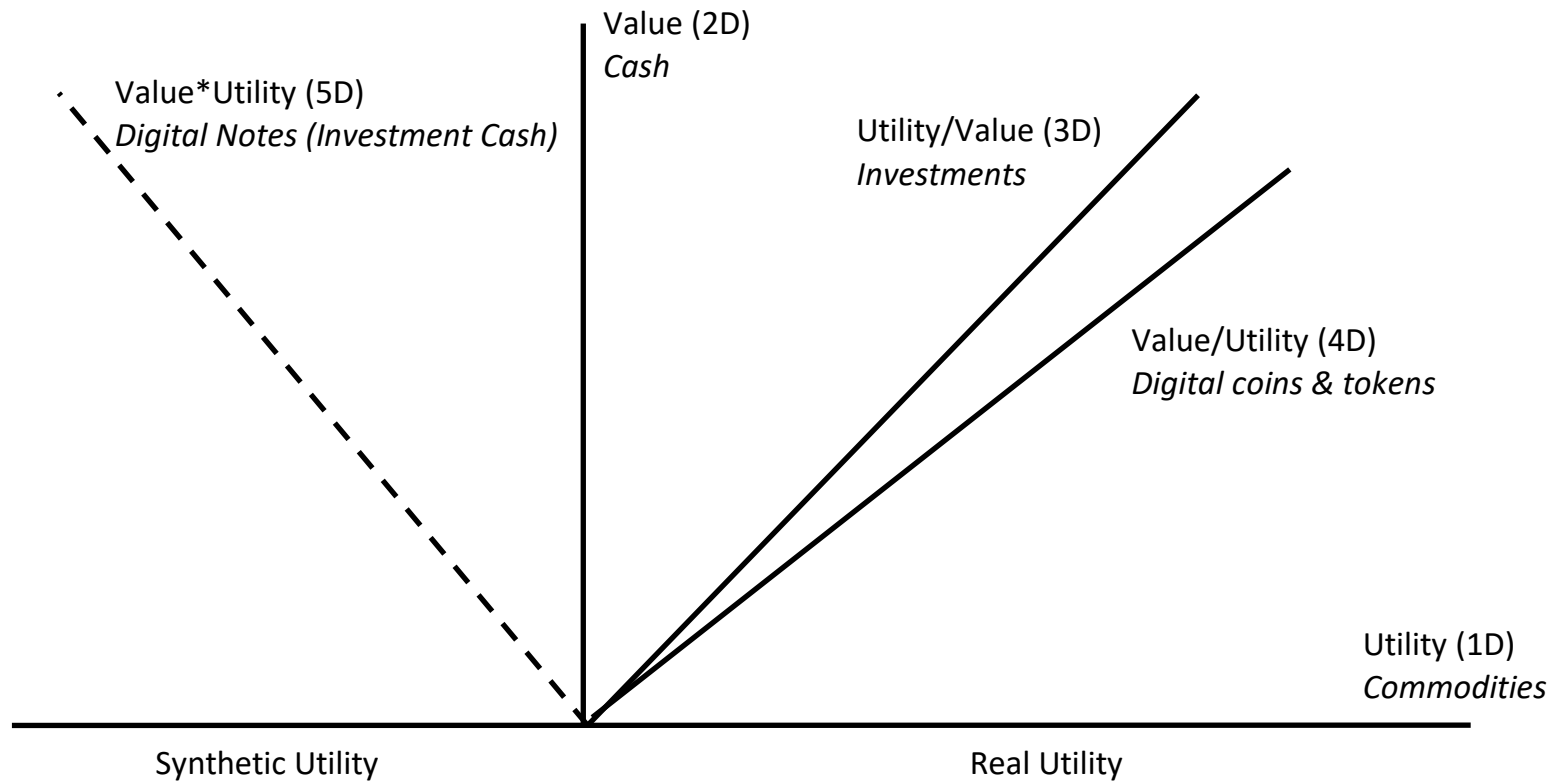 Value (2D)
Cash
Value*Utility (5D)
Digital Notes (Investment Cash)
Utility/Value (3D)
Investments
Value/Utility (4D)
Digital coins & tokens
Utility (1D)
Commodities
Synthetic Utility
Real Utility